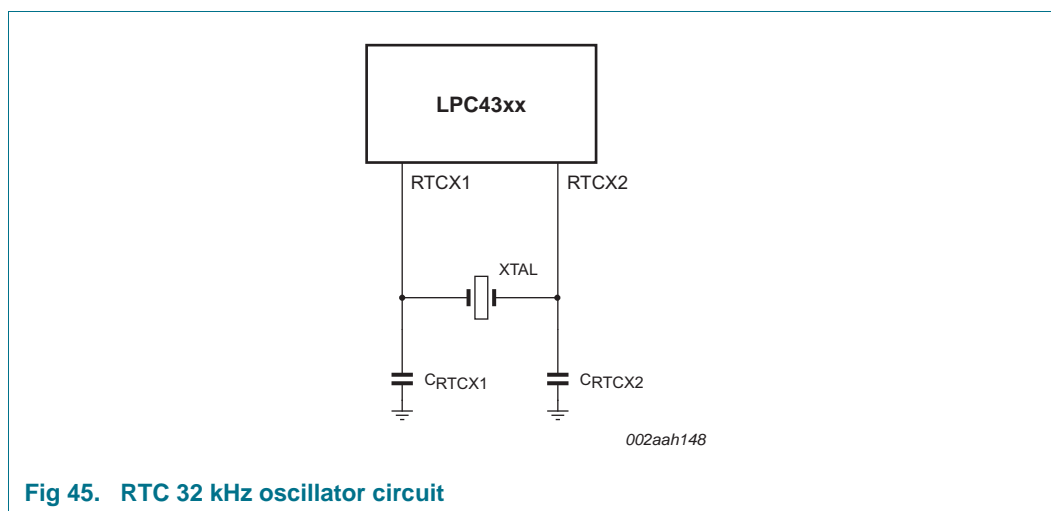 LPC43xx
RTCX1
RTCX2
XTAL
CRTCX1
CRTCX2
002aah148
Fig 45. RTC 32 kHz oscillator circuit